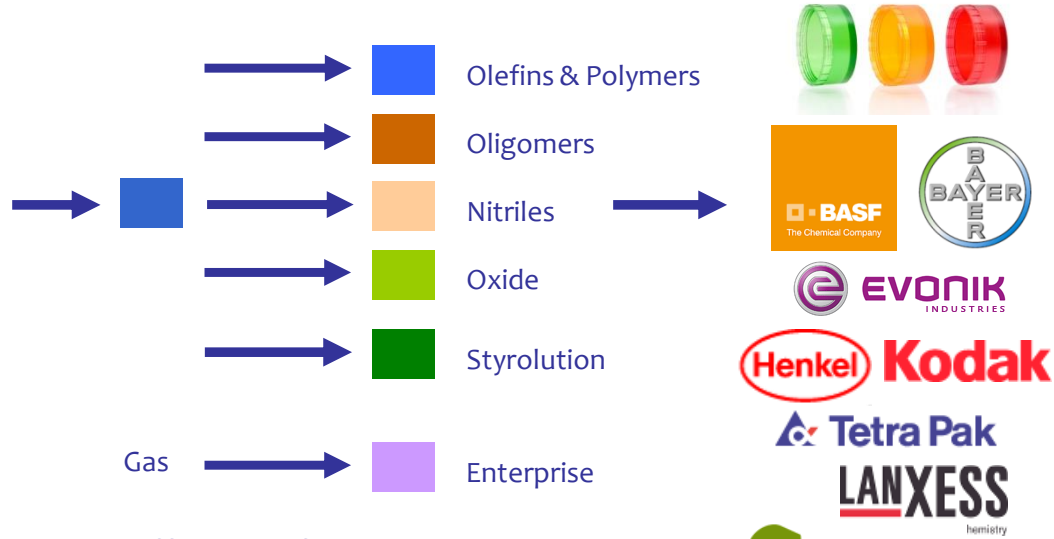 Olefins & Polymers
Oligomers
Nitriles
Oxide
Styrolution
Gas
Enterprise
BASF
The Chemical Company
BAYER
BAYER
EVONIK
INDUSTRIES
Henkel
Kodak
Tetra Pak
LANXESS
hemistry